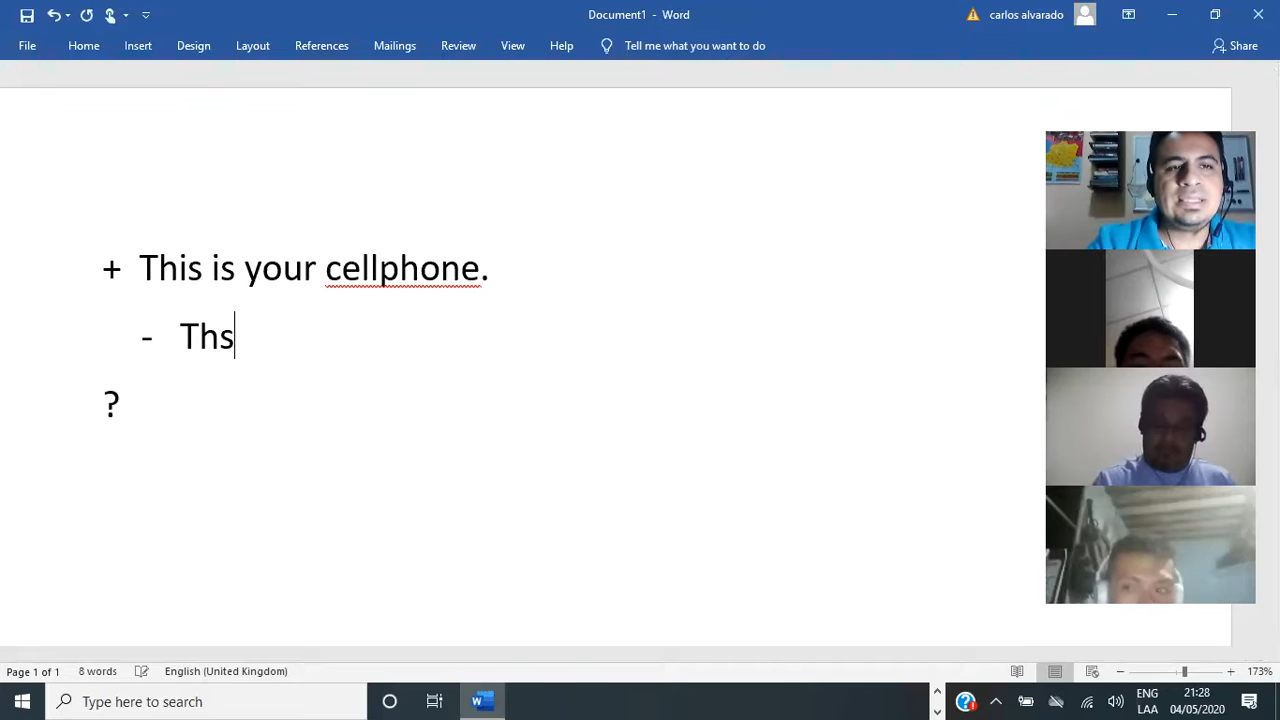 Document1 - Word
carlos alvarado
File Home Insert Design Layout References Mailings Review View Help Tell me what you want to do Share
+ This is your cellphone.
- Ths
?
Page 1 of 1 8 words English (United Kingdom) 173%
Type here to search
ENG
LAA
21:28
04/05/2020